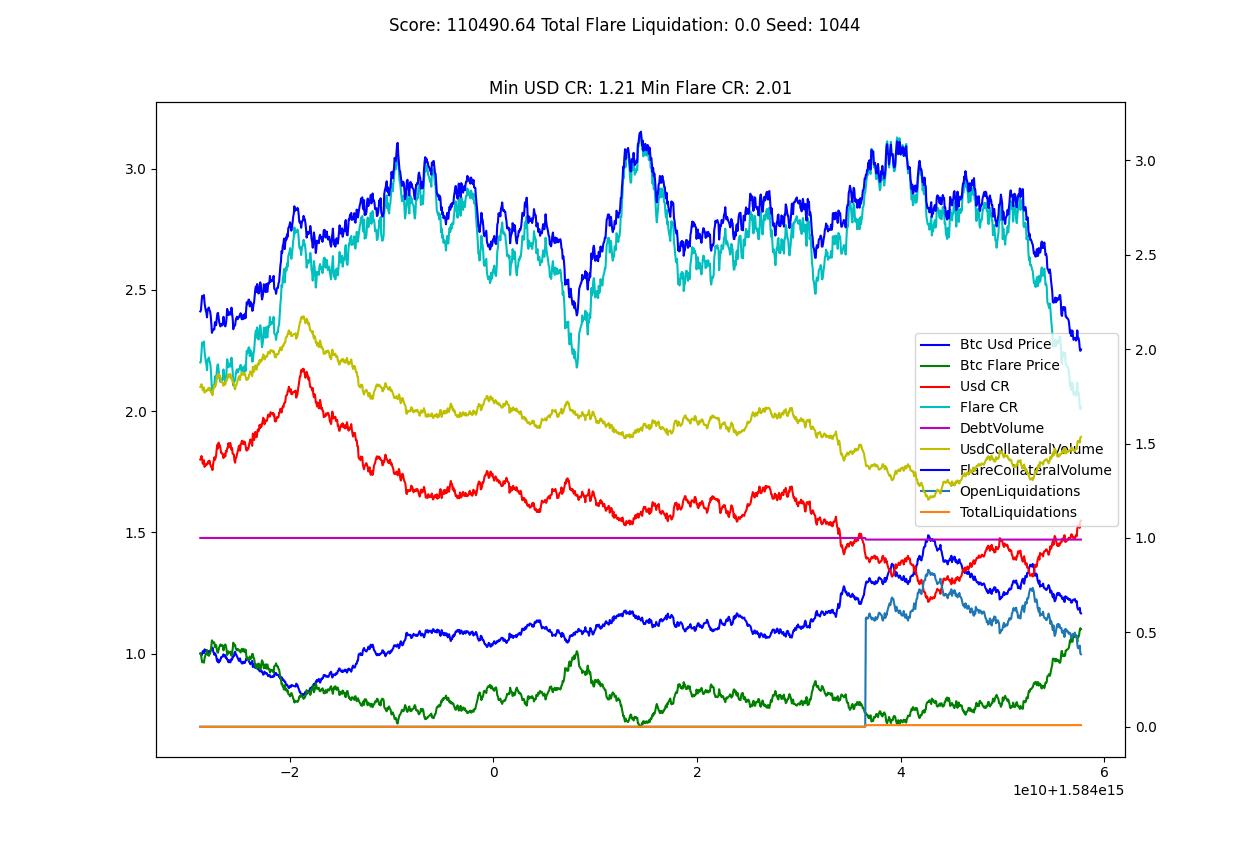 Score: 110490.64 Total Flare Liquidation: 0.0 Seed: 1044
Min USD CR: 1.21 Min Flare CR: 2.01
3.0
2.5
2.0
1.5
1.0
3.0
2.5
2.0
1.5
1.0
0.5
0.0
Btc Usd Price
Btc Flare Price
Usd CR
Flare CR
DebtVolume
UsdCollateralVolume
FlareCollateralVolume
OpenLiquidations
TotalLiquidations
−2 0 2 4 6
1e10+1.584e15